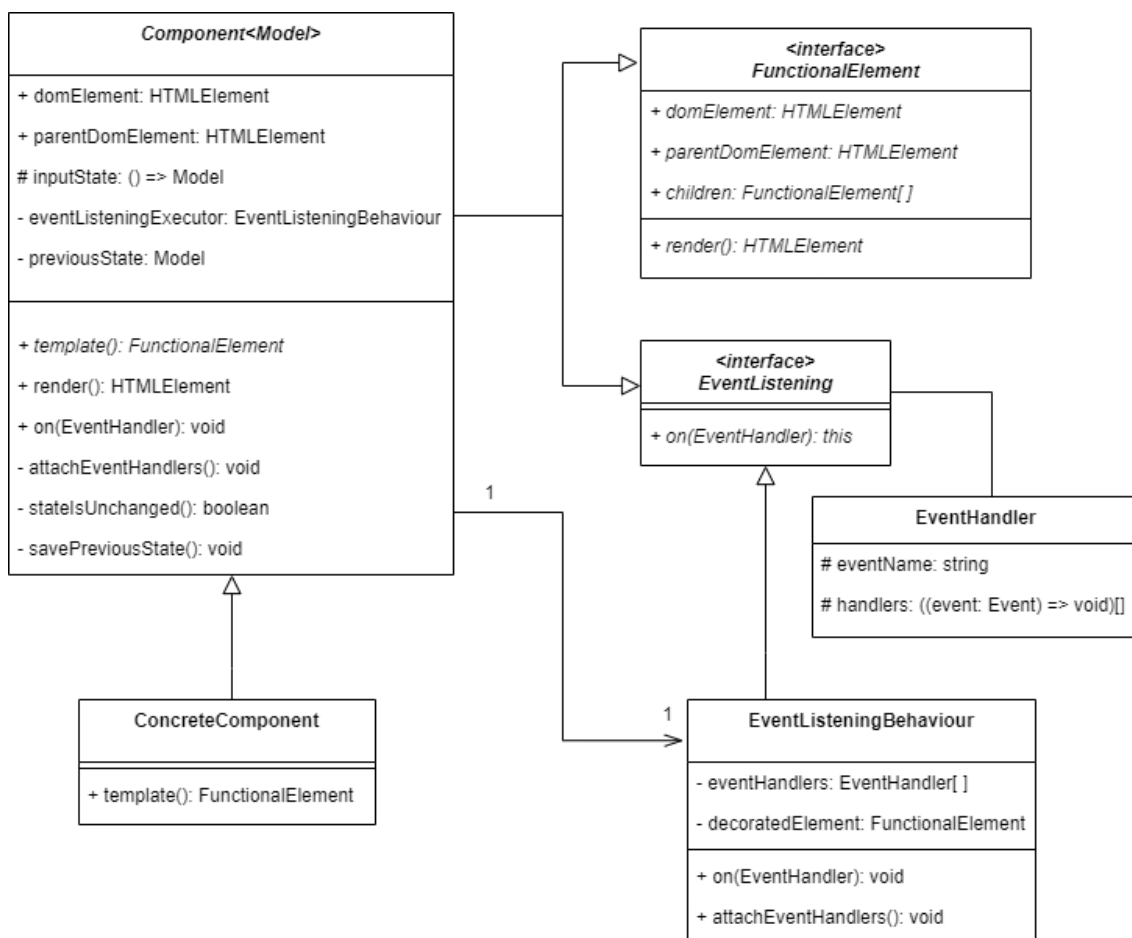 Component<Model>
+ domElement: HTMLElement
+ parentDomElement: HTMLElement
# inputState: () => Model
- eventListeningExecutor: EventListeningBehaviour
- previousState: Model
+ template(): FunctionalElement
+ render(): HTMLElement
+ on(EventHandler): void
- attachEventHandlers(): void
- stateIsUnchanged(): boolean
- savePreviousState(): void
<interface>
FunctionalElement
+ domElement: HTMLElement
+ parentDomElement: HTMLElement
+ children: FunctionalElement[ ]
+ render(): HTMLElement
<interface>
EventListening
+ on(EventHandler): this
1
EventHandler
# eventName: string
# handlers: ((event: Event) => void)[]
ConcreteComponent
+ template(): FunctionalElement
1
EventListeningBehaviour
- eventHandlers: EventHandler[ ]
- decoratedElement: FunctionalElement
+ on(EventHandler): void
+ attachEventHandlers(): void